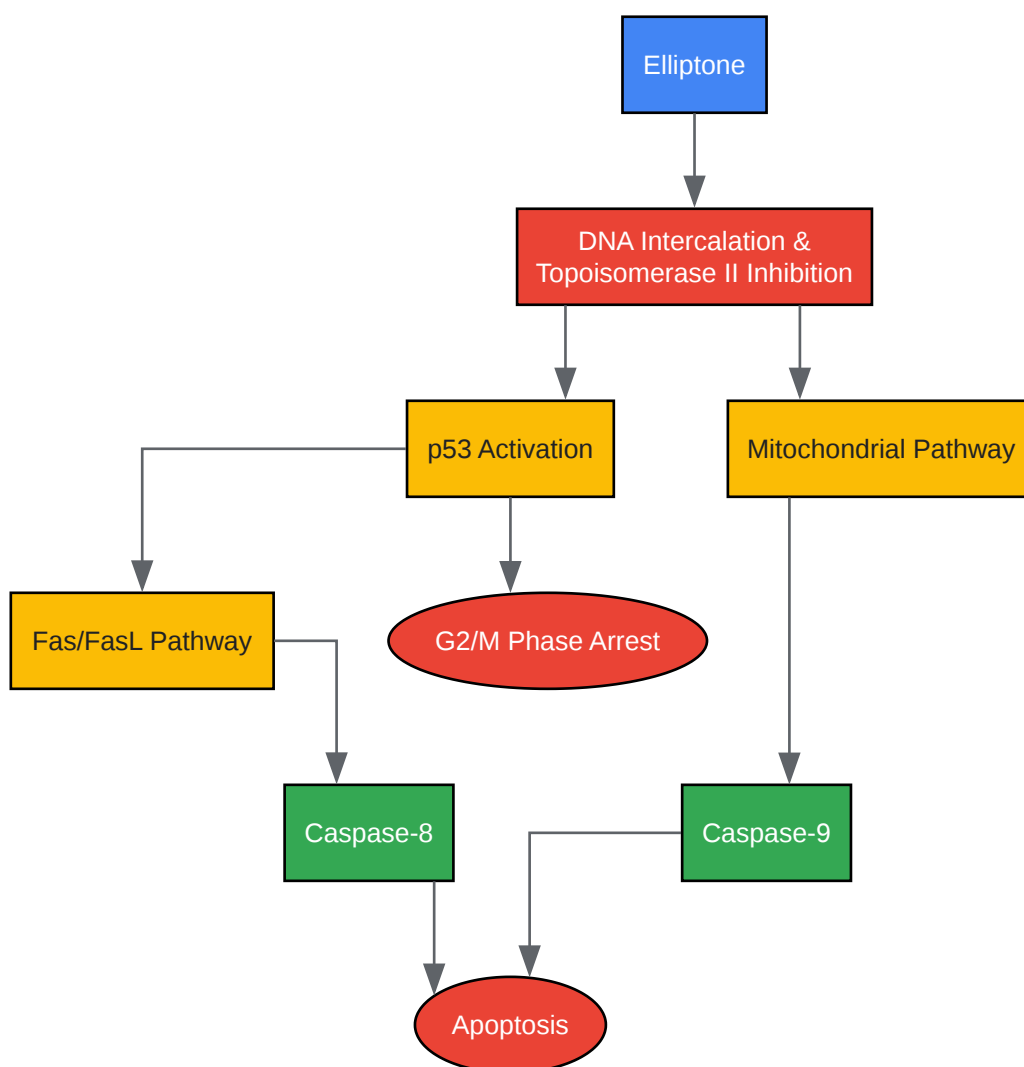 Elliptone
DNA Intercalation &
Topoisomerase II Inhibition
p53 Activation
Mitochondrial Pathway
Fas/FasL Pathway
G2/M Phase Arrest
Caspase-8
Caspase-9
Apoptosis